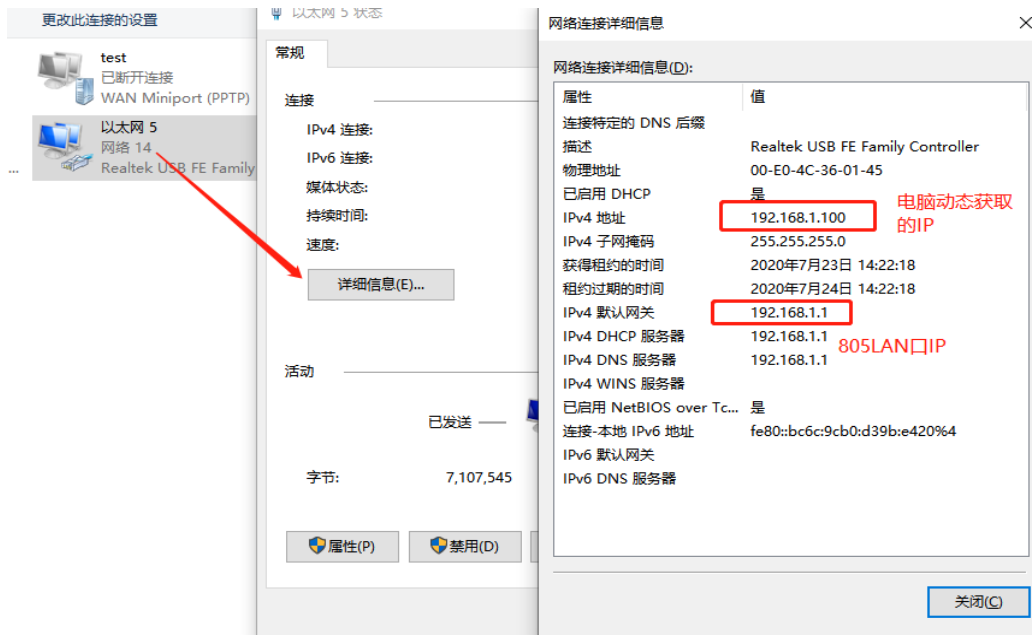 更改此连接的设置
test
已断开连接
WAN Miniport (PPTP)
以太网 5
网络 14
Realtek USB FE Family
...
以太网 5 状态
常规
连接
IPv4 连接:
IPv6 连接:
媒体状态:
持续时间:
速度:
详细信息(E)...
活动
已发送
字节:
7,107,545
属性(P)
禁用(D)
网络连接详细信息
网络连接详细信息(D):
属性 值
连接特定的 DNS 后缀
描述 Realtek USB FE Family Controller
物理地址 00-E0-4C-36-01-45
已启用 DHCP 是
IPv4 地址 192.168.1.100
电脑动态获取
的IP
IPv4 子网掩码 255.255.255.0
获得租约的时间 2020年7月23日 14:22:18
租约过期的时间 2020年7月24日 14:22:18
IPv4 默认网关 192.168.1.1
IPv4 DHCP 服务器 192.168.1.1
805LAN口IP
IPv4 DNS 服务器 192.168.1.1
IPv4 WINS 服务器
已启用 NetBIOS over Tc... 是
连接-本地 IPv6 地址 fe80::bc6c:9cb0:d39b:e420%4
IPv6 默认网关
IPv6 DNS 服务器
关闭(C)